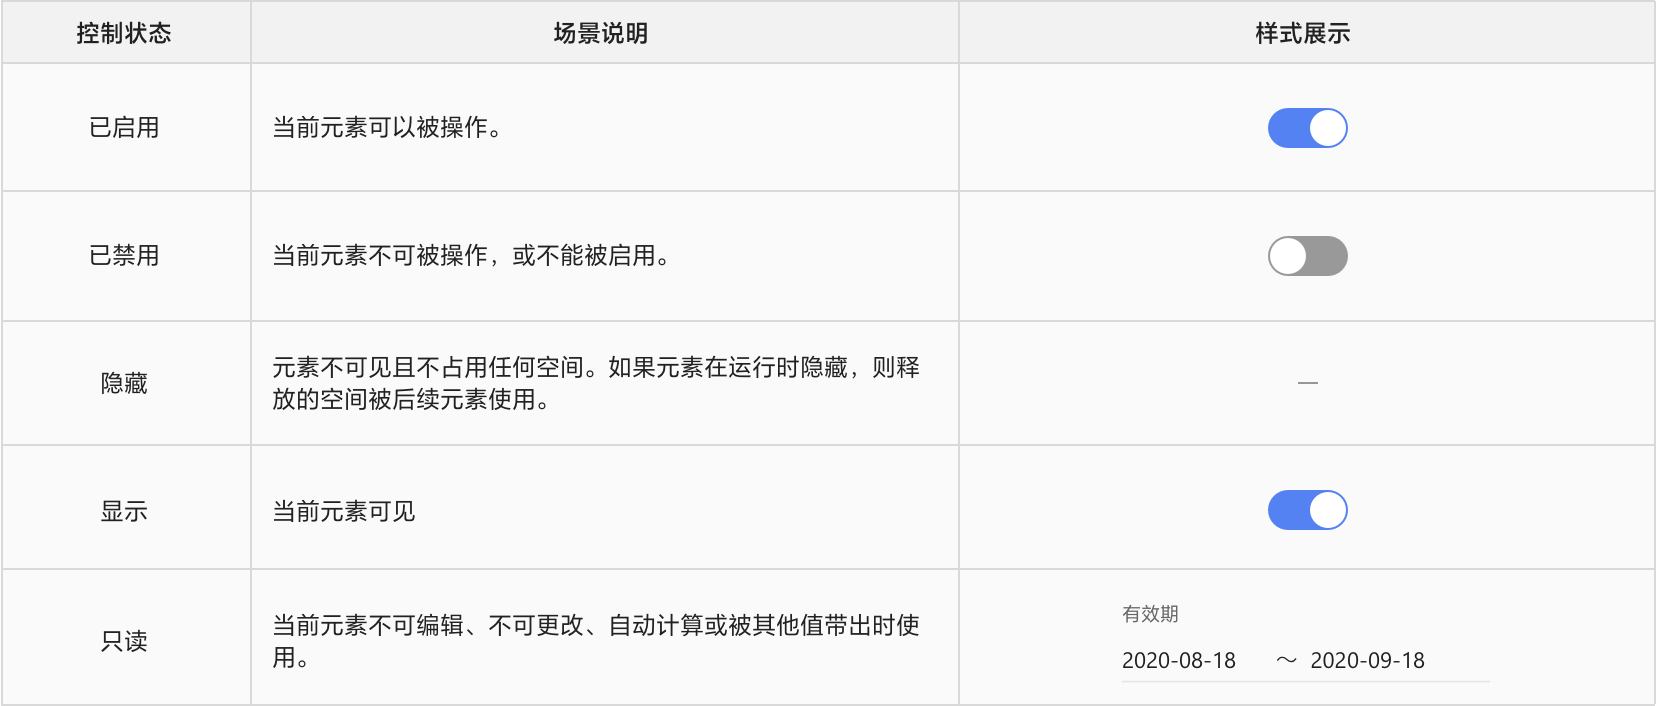 控制状态
场景说明
样式展示
已启用
当前元素可以被操作。
已禁用
当前元素不可被操作，或不能被启用。
隐藏
元素不可见且不占用任何空间。如果元素在运行时隐藏，则释
放的空间被后续元素使用。
—
显示
当前元素可见
只读
当前元素不可编辑、不可更改、自动计算或被其他值带出时使
用。
有效期
2020-08-18 ～ 2020-09-18